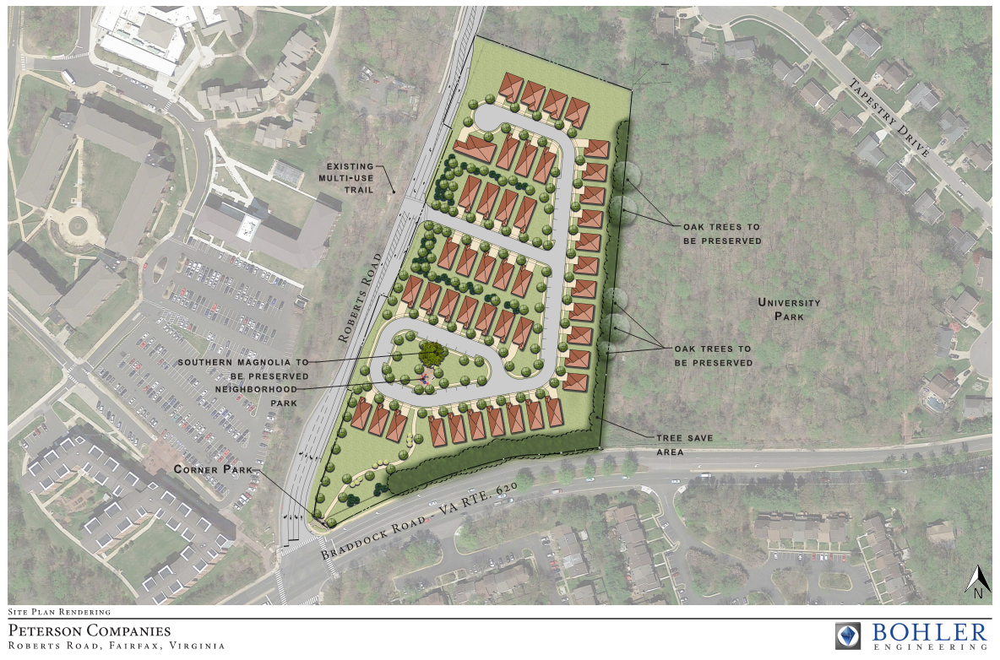 TAPESTRY DRIVE
EXISTING
MULTI-USE
TRAIL
OAK TREES TO
BE PRESERVED
ROBERTS ROAD
UNIVERSITY
PARK
OAK TREES TO
BE PRESERVED
SOUTHERN MAGNOLIA TO
BE PRESERVED
NEIGHBORHOOD
PARK
TREE SAVE
AREA
CORNER PARK
BRADDOCK ROAD - VA RTE. 620
N
SITE PLAN RENDERING
PETERSON COMPANIES
ROBERTS ROAD, FAIRFAX, VIRGINIA
BOHLER
ENGINEERING